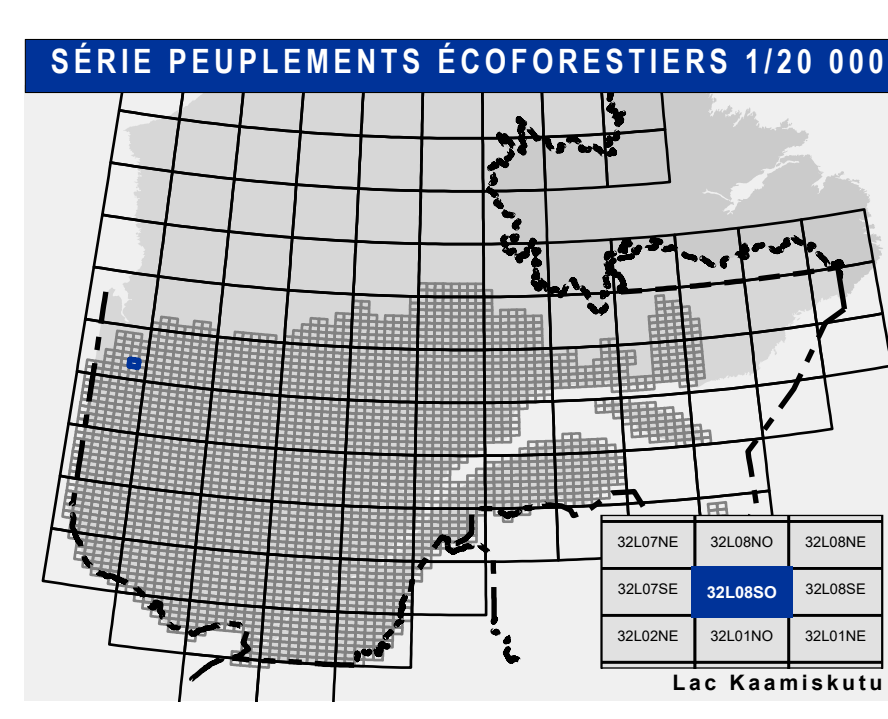 SÉRIE PEUPLEMENTS ÉCOFORESTIERS 1/20 000
32L07NE 32L08NO 32L08NE
32L07SE 32L08SO 32L08SE
32L02NE 32L01NO 32L01NE
Lac Kaamiskutu